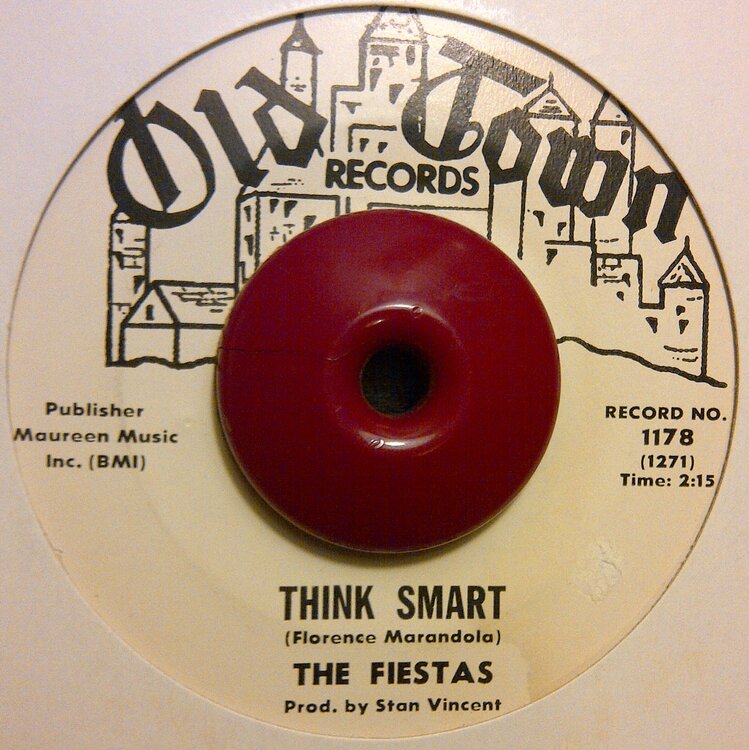 Old Town
RECORDS
Publisher
Maureen Music
Inc. (BMI)
RECORD NO.
1178
(1271)
Time: 2:15
THINK SMART
(Florence Marandola)
THE FIESTAS
Prod. by Stan Vincent